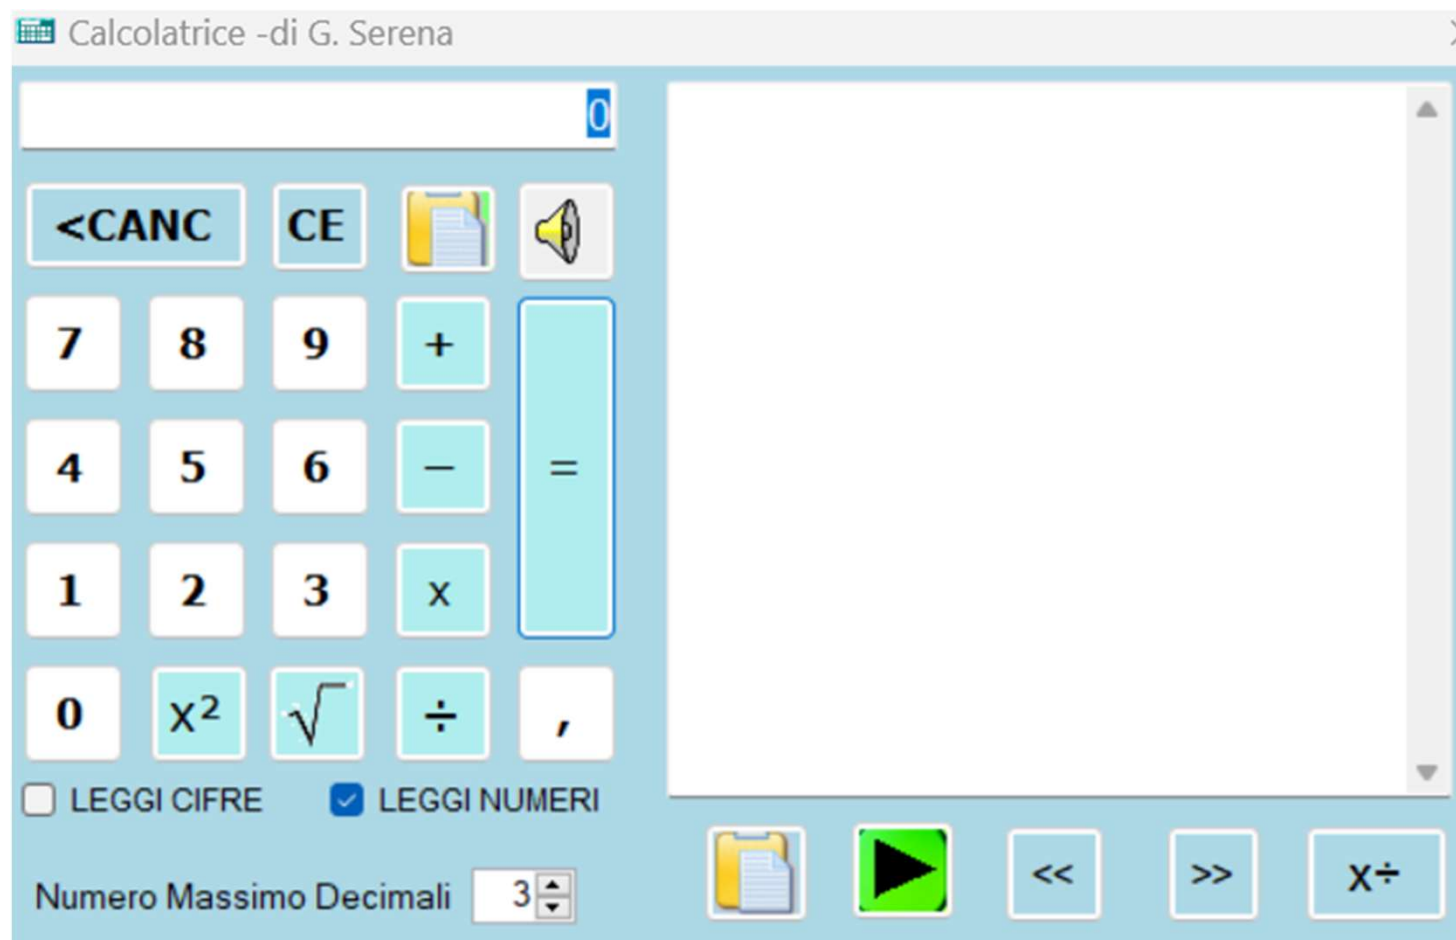 Calcolatrice -di G. Serena
0
<CANC CE
7 8 9 +
4 5 6 − =
1 2 3 x
0 x² √ ÷ ,
LEGGI CIFRE LEGGI NUMERI
Numero Massimo Decimali 3
<< >> x÷